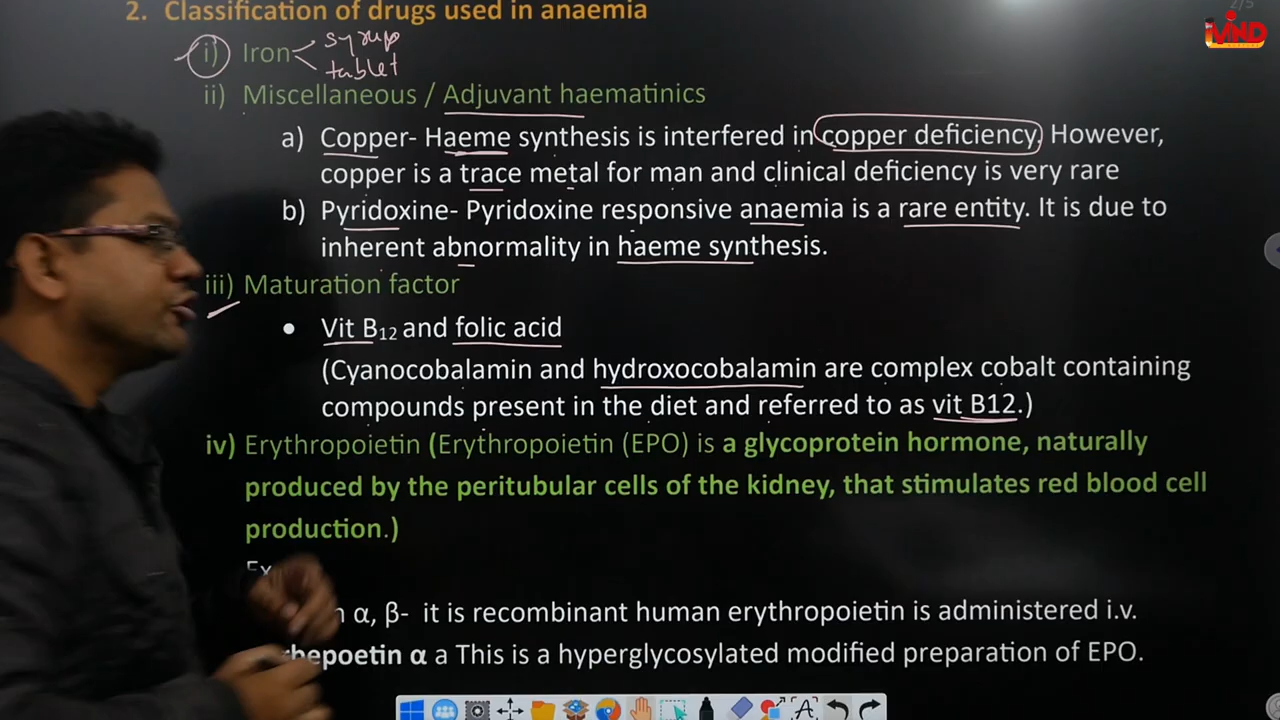 2/5
iVIND
2. Classification of drugs used in anaemia
i) Iron syrup
tablet
ii) Miscellaneous / Adjuvant haematinics
a) Copper- Haeme synthesis is interfered in copper deficiency. However,
copper is a trace metal for man and clinical deficiency is very rare
b) Pyridoxine- Pyridoxine responsive anaemia is a rare entity. It is due to
inherent abnormality in haeme synthesis.
iii) Maturation factor
• Vit B12 and folic acid
(Cyanocobalamin and hydroxocobalamin are complex cobalt containing
compounds present in the diet and referred to as vit B12.)
iv) Erythropoietin (Erythropoietin (EPO) is a glycoprotein hormone, naturally
produced by the peritubular cells of the kidney, that stimulates red blood cell
production.)
Ex
α, β- it is recombinant human erythropoietin is administered i.v.
rbepoetin α a This is a hyperglycosylated modified preparation of EPO.